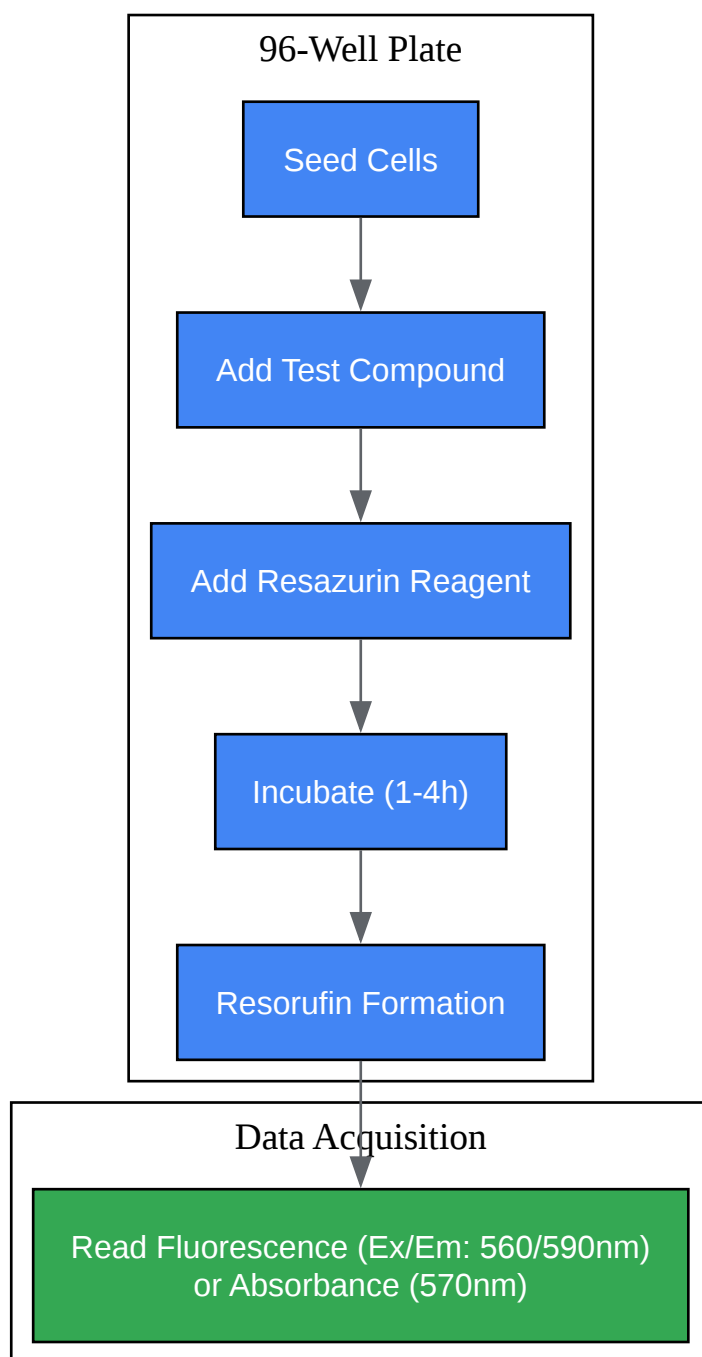 96-Well Plate
Seed Cells
Add Test Compound
Add Resazurin Reagent
Incubate (1-4h)
Resorufin Formation
Data Acquisition
Read Fluorescence (Ex/Em: 560/590nm)
or Absorbance (570nm)